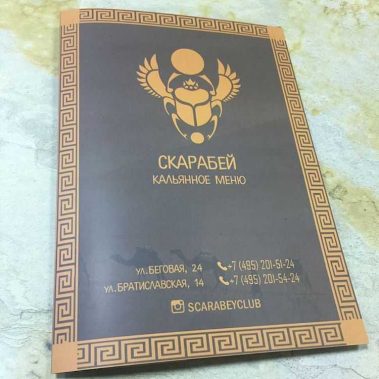 СКАРАБЕЙ
КАЛЬЯННОЕ МЕНЮ
ул.БЕГОВАЯ, 24 +7 (495) 201-51-24
ул.БРАТИСЛАВСКАЯ, 14 +7 (495) 201-54-24
SCARABEYCLUB